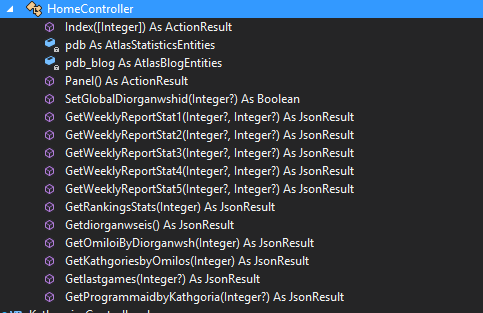 HomeController
Index([Integer]) As ActionResult
pdb As AtlasStatisticsEntities
pdb_blog As AtlasBlogEntities
Panel() As ActionResult
SetGlobalDiorganwshid(Integer?) As Boolean
GetWeeklyReportStat1(Integer?, Integer?) As JsonResult
GetWeeklyReportStat2(Integer?, Integer?) As JsonResult
GetWeeklyReportStat3(Integer?, Integer?) As JsonResult
GetWeeklyReportStat4(Integer?, Integer?) As JsonResult
GetWeeklyReportStat5(Integer?, Integer?) As JsonResult
GetRankingsStats(Integer) As JsonResult
Getdiorganwseis() As JsonResult
GetOmiloiByDiorganwsh(Integer) As JsonResult
GetKathgoriesbyOmilos(Integer) As JsonResult
Getlastgames(Integer?) As JsonResult
GetProgrammaidbyKathgoria(Integer?) As JsonResult